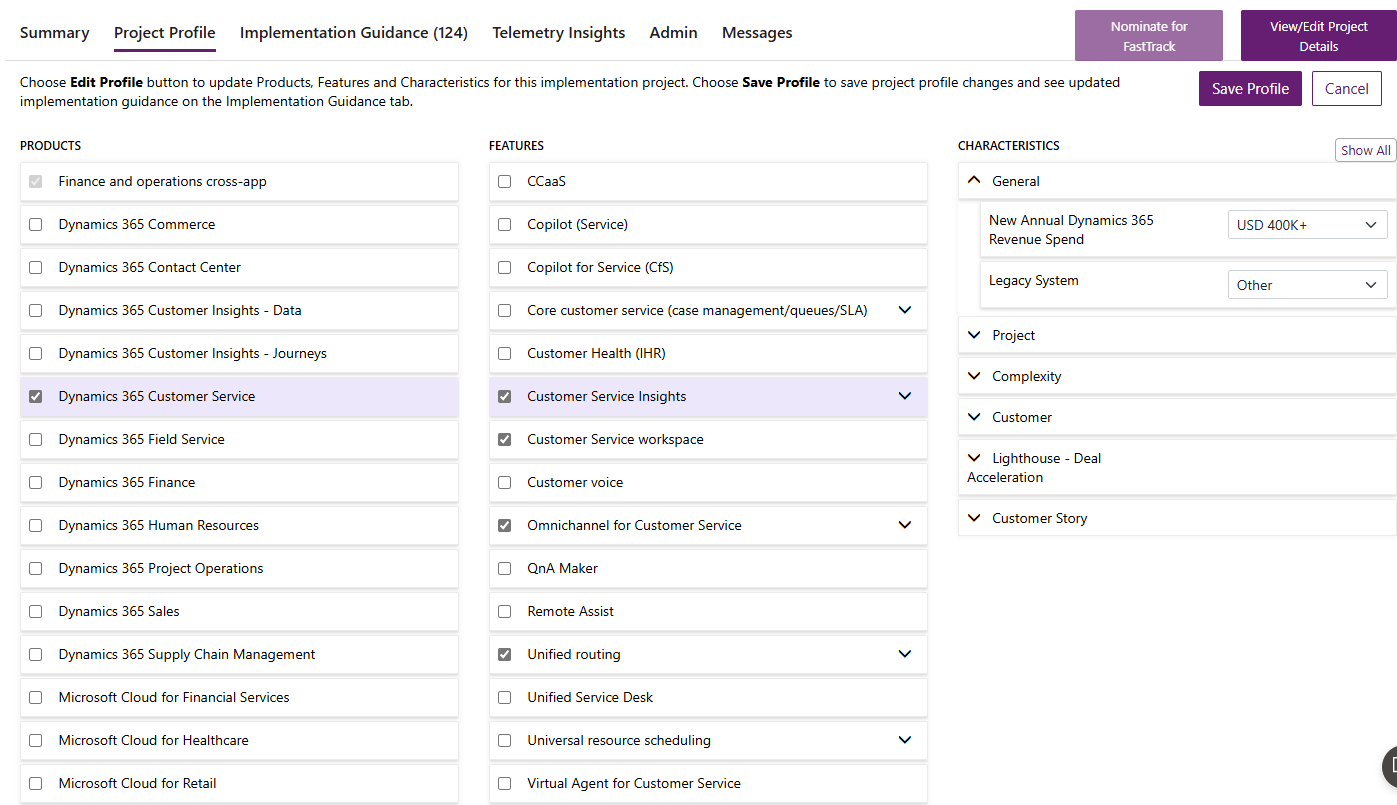 Summary
Project Profile
Implementation Guidance (124)
Telemetry Insights
Admin
Messages
Nominate for
FastTrack
View/Edit Project
Details
Choose Edit Profile button to update Products, Features and Characteristics for this implementation project. Choose Save Profile to save project profile changes and see updated
implementation guidance on the Implementation Guidance tab.
Save Profile
Cancel
PRODUCTS
Finance and operations cross-app
Dynamics 365 Commerce
Dynamics 365 Contact Center
Dynamics 365 Customer Insights - Data
Dynamics 365 Customer Insights - Journeys
Dynamics 365 Customer Service
Dynamics 365 Field Service
Dynamics 365 Finance
Dynamics 365 Human Resources
Dynamics 365 Project Operations
Dynamics 365 Sales
Dynamics 365 Supply Chain Management
Microsoft Cloud for Financial Services
Microsoft Cloud for Healthcare
Microsoft Cloud for Retail
FEATURES
CCaaS
Copilot (Service)
Copilot for Service (CfS)
Core customer service (case management/queues/SLA)
Customer Health (IHR)
Customer Service Insights
Customer Service workspace
Customer voice
Omnichannel for Customer Service
QnA Maker
Remote Assist
Unified routing
Unified Service Desk
Universal resource scheduling
Virtual Agent for Customer Service
CHARACTERISTICS
Show All
General
New Annual Dynamics 365
Revenue Spend
USD 400K+
Legacy System
Other
Project
Complexity
Customer
Lighthouse - Deal
Acceleration
Customer Story